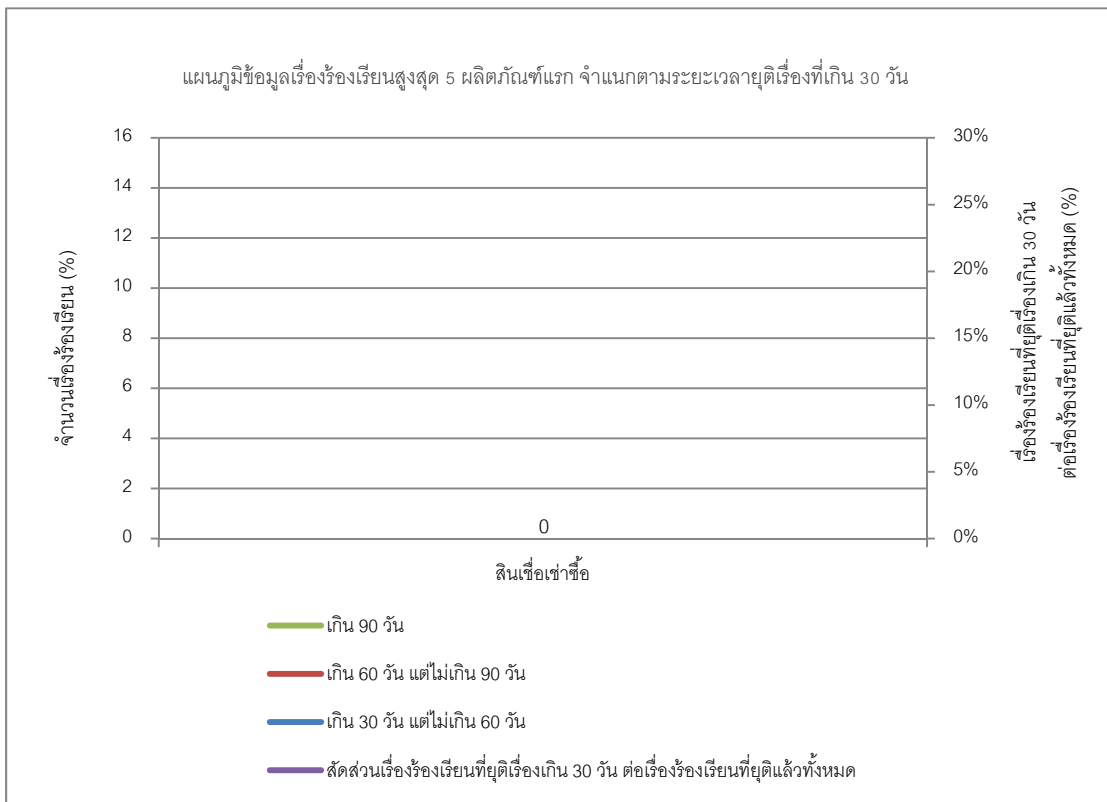 แผนภูมิข้อมูลเรื่องร้องเรียนสูงสุด 5 ผลิตภัณฑ์แรก จำแนกตามระยะเวลายุติเรื่องที่เกิน 30 วัน
จำนวนเรื่องร้องเรียน (%)
16
14
12
10
8
6
4
2
0
30%
25%
20%
15%
10%
5%
0%
เรื่องร้องเรียนที่ยุติเรื่องเกิน 30 วัน
ต่อเรื่องร้องเรียนที่ยุติแล้วทั้งหมด (%)
0
สินเชื่อเช่าซื้อ
เกิน 90 วัน
เกิน 60 วัน แต่ไม่เกิน 90 วัน
เกิน 30 วัน แต่ไม่เกิน 60 วัน
สัดส่วนเรื่องร้องเรียนที่ยุติเรื่องเกิน 30 วัน ต่อเรื่องร้องเรียนที่ยุติแล้วทั้งหมด